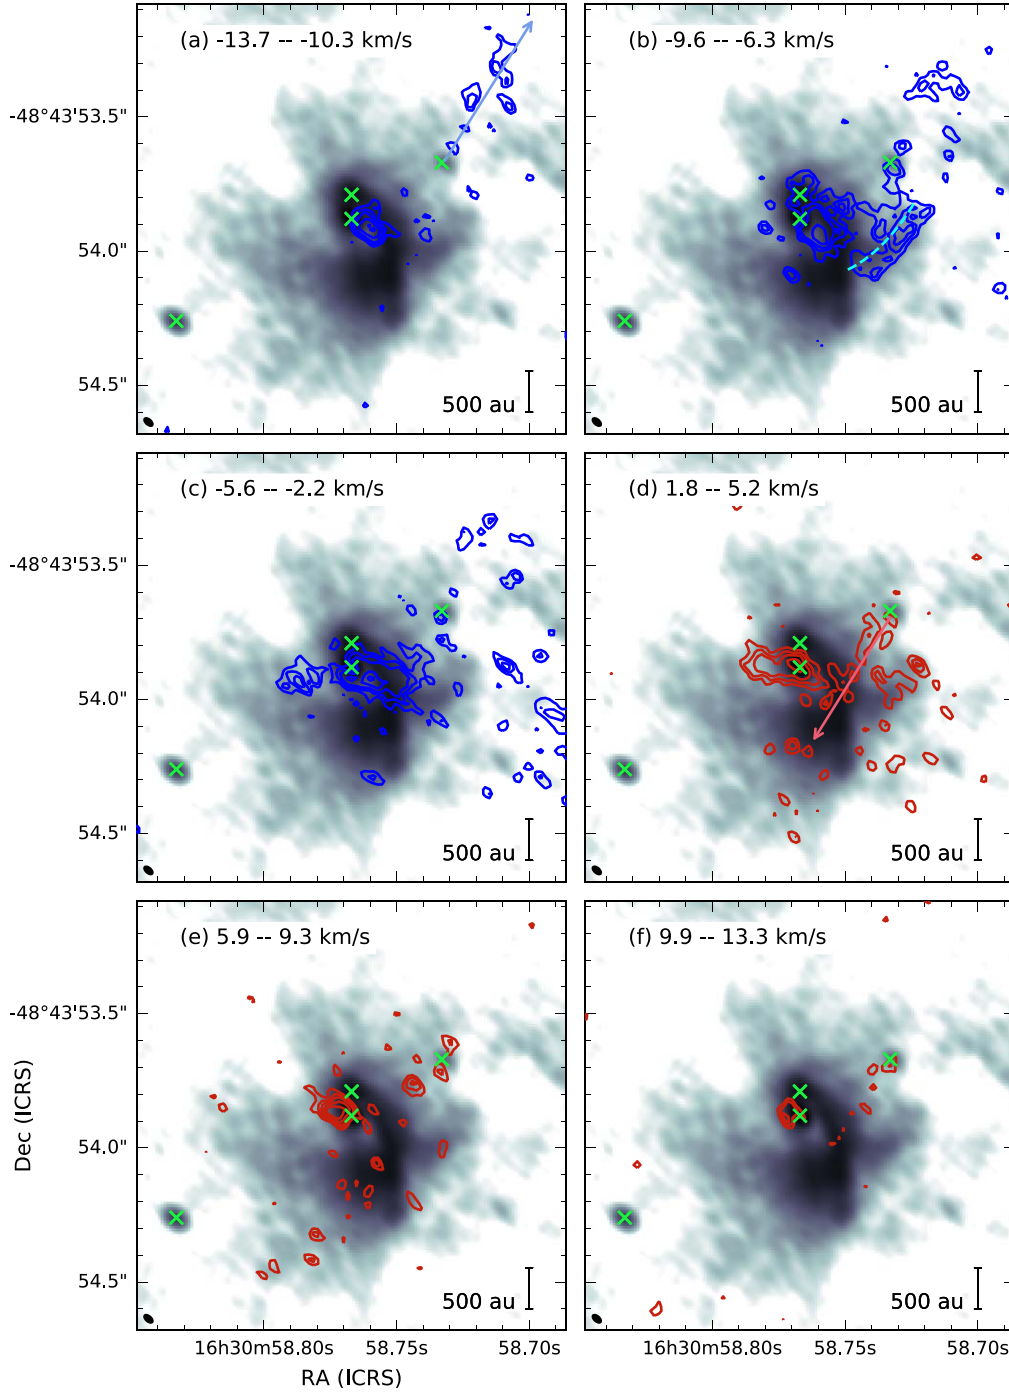 (a) -13.7 -- -10.3 km/s
(b) -9.6 -- -6.3 km/s
-48°43'53.5"
54.0"
54.5"
500 au
500 au
(c) -5.6 -- -2.2 km/s
(d) 1.8 -- 5.2 km/s
-48°43'53.5"
54.0"
54.5"
500 au
500 au
(e) 5.9 -- 9.3 km/s
(f) 9.9 -- 13.3 km/s
-48°43'53.5"
54.0"
54.5"
Dec (ICRS)
500 au
500 au
16h30m58.80s 58.75s 58.70s
16h30m58.80s 58.75s 58.70s
RA (ICRS)